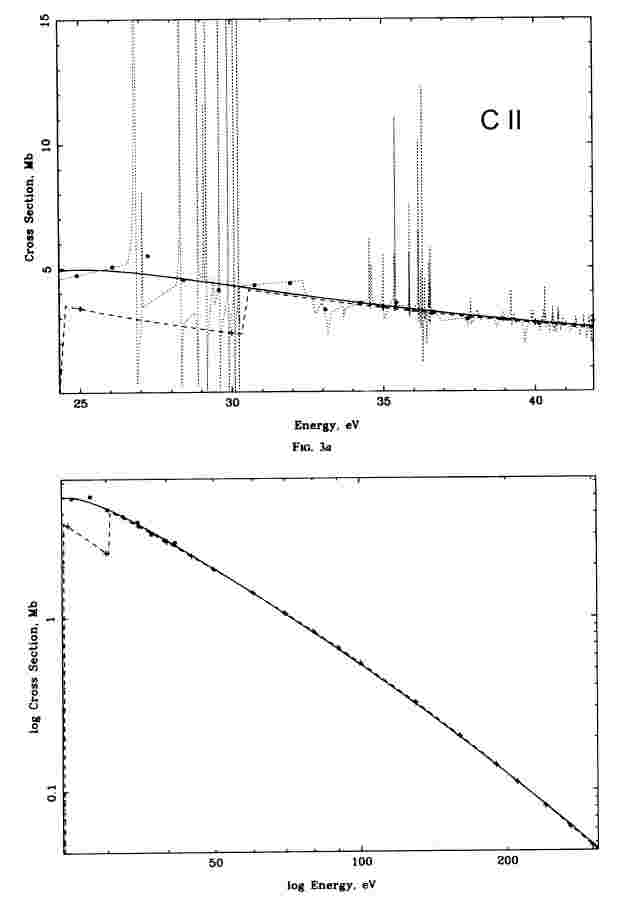 15
10
5
Cross Section, Mb
C II
25
30
35
40
Energy, eV
FIG. 3a
1
0.1
log Cross Section, Mb
50
100
200
log Energy, eV